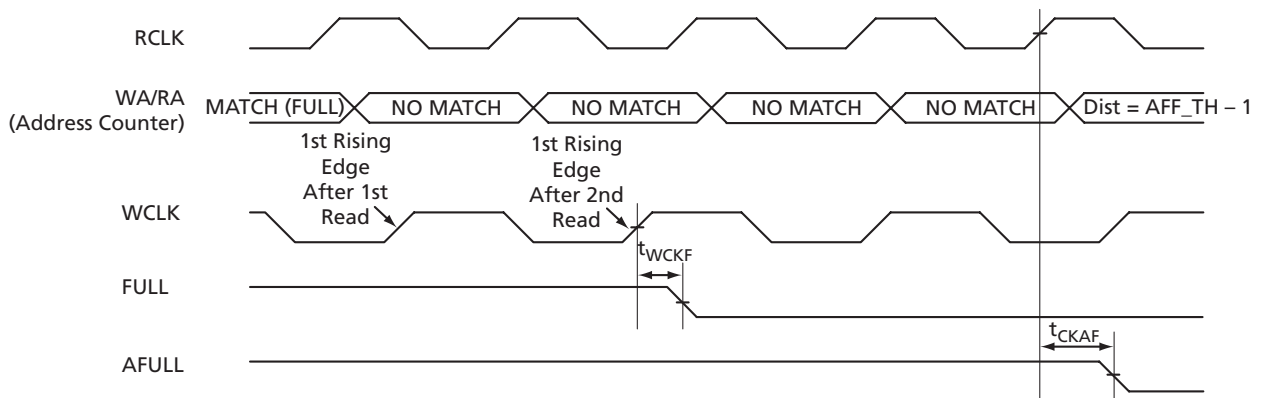 RCLK
WA/RA
(Address Counter)
MATCH (FULL)
NO MATCH
NO MATCH
NO MATCH
NO MATCH
Dist = AFF_TH – 1
1st Rising
Edge
After 1st
Read
1st Rising
Edge
After 2nd
Read
WCLK
tWCKF
FULL
tCKAF
AFULL